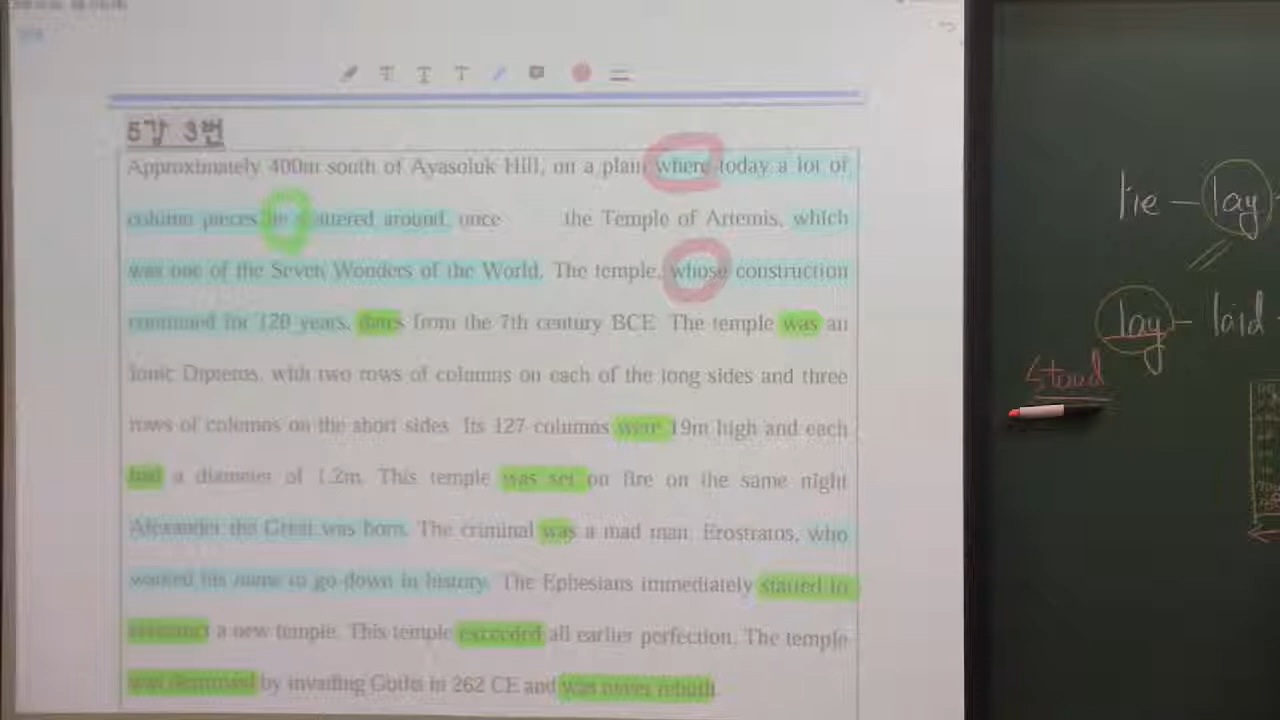 5강 3번
Approximately 400m south of Ayasoluk Hill, on a plain where today a lot of
column pieces lie scattered around, once the Temple of Artemis, which
was one of the Seven Wonders of the World. The temple, whose construction
continued for 120 years, dates from the 7th century BCE. The temple was an
Ionic Dipteros, with two rows of columns on each of the long sides and three
rows of columns on the short sides. Its 127 columns were 19m high and each
had a diameter of 1.2m. This temple was set on fire on the same night
Alexander the Great was born. The criminal was a mad man, Erostratos, who
wanted his name to go down in history. The Ephesians immediately started to
construct a new temple. This temple exceeded all earlier perfection. The temple
was destroyed by invading Goths in 262 CE and was never rebuilt.
lie - lay -
lay - laid -
stood